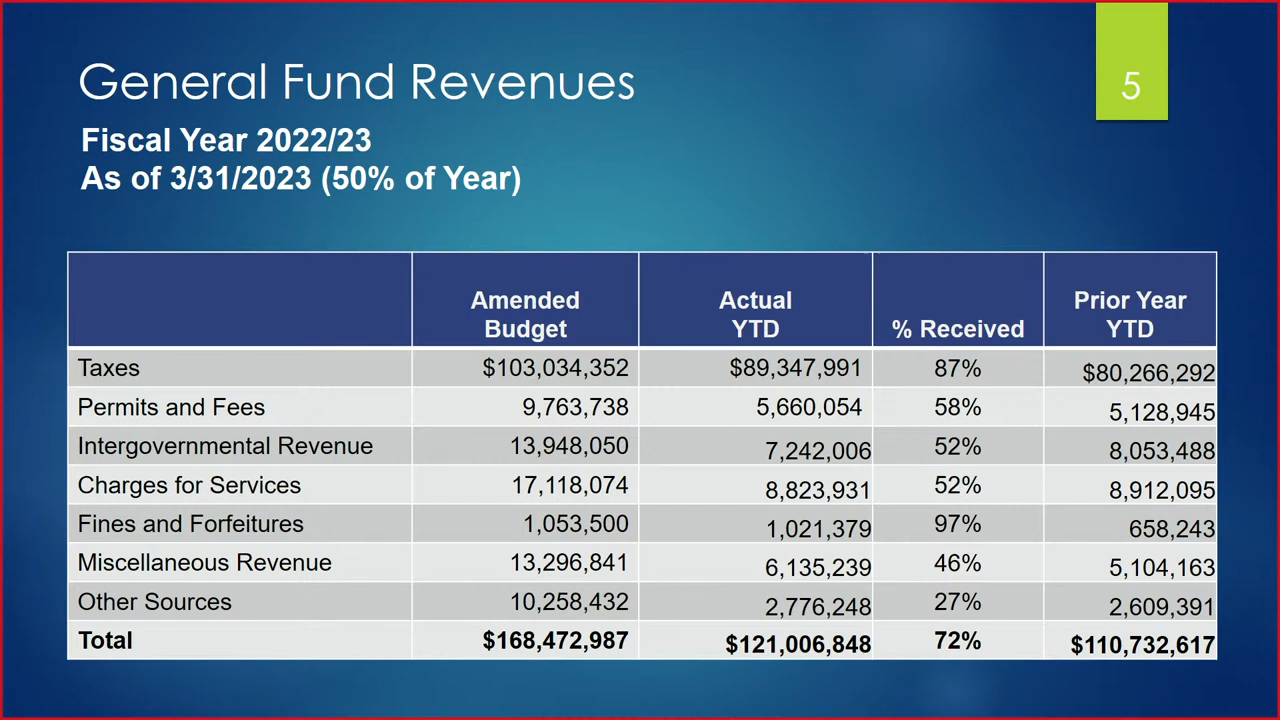 General Fund Revenues
5
Fiscal Year 2022/23
As of 3/31/2023 (50% of Year)
Amended Budget Actual YTD % Received Prior Year YTD
Taxes $103,034,352 $89,347,991 87% $80,266,292
Permits and Fees 9,763,738 5,660,054 58% 5,128,945
Intergovernmental Revenue 13,948,050 7,242,006 52% 8,053,488
Charges for Services 17,118,074 8,823,931 52% 8,912,095
Fines and Forfeitures 1,053,500 1,021,379 97% 658,243
Miscellaneous Revenue 13,296,841 6,135,239 46% 5,104,163
Other Sources 10,258,432 2,776,248 27% 2,609,391
Total $168,472,987 $121,006,848 72% $110,732,617